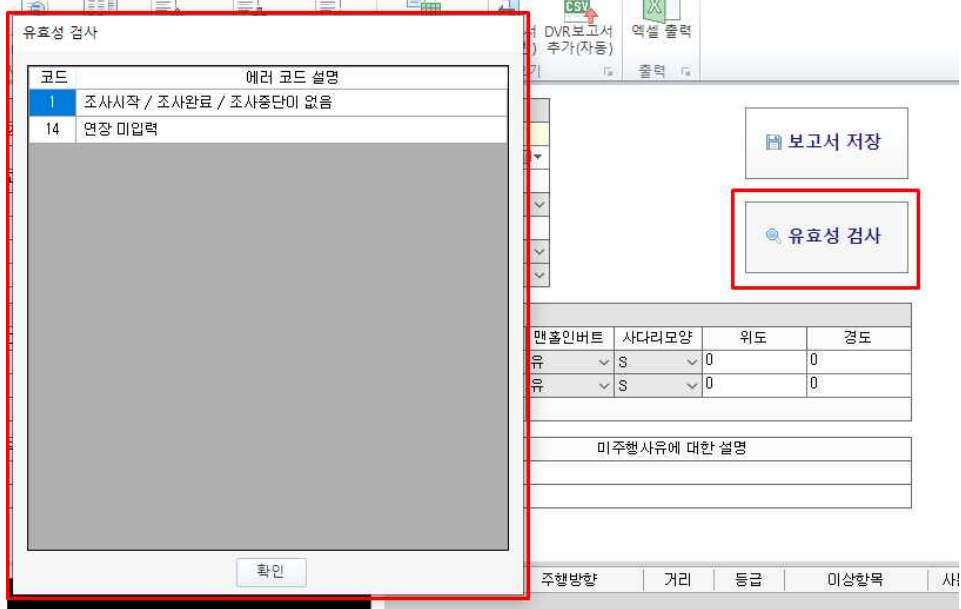 유효성 검사
DVR보고서 엑셀 출력
추가(자동)
출력
코드 에러 코드 설명
1 조사시작 / 조사완료 / 조사중단이 없음
14 연장 미입력
보고서 저장
유효성 검사
맨홀인버트 사다리모양 위도 경도
유 S 0 0
유 S 0 0
미주행사유에 대한 설명
확인
주행방향 거리 등급 이상항목